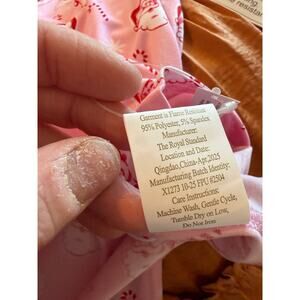 Garment is Flame Resistant
95% Polyester, 5% Spandex.
Manufacturer:
The Royal Standard
Location and Date:
Qingdao,China-Apr,2025
Manufacturing Batch Identity:
X1273 10-25 FPU #2504
Care Instructions:
Machine Wash, Gentle Cycle,
Tumble Dry on Low,
Do Not Iron
resistant